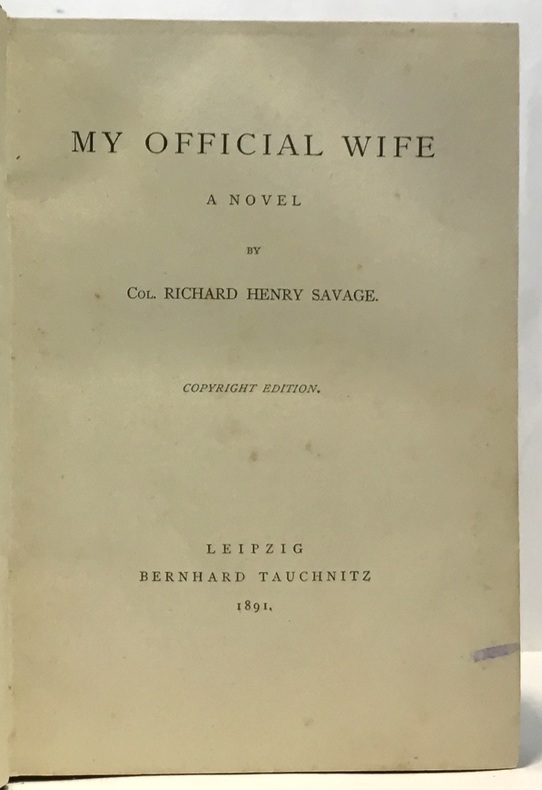 MY OFFICIAL WIFE
A NOVEL
BY
COL. RICHARD HENRY SAVAGE.
COPYRIGHT EDITION.
LEIPZIG
BERNHARD TAUCHNITZ
1891.